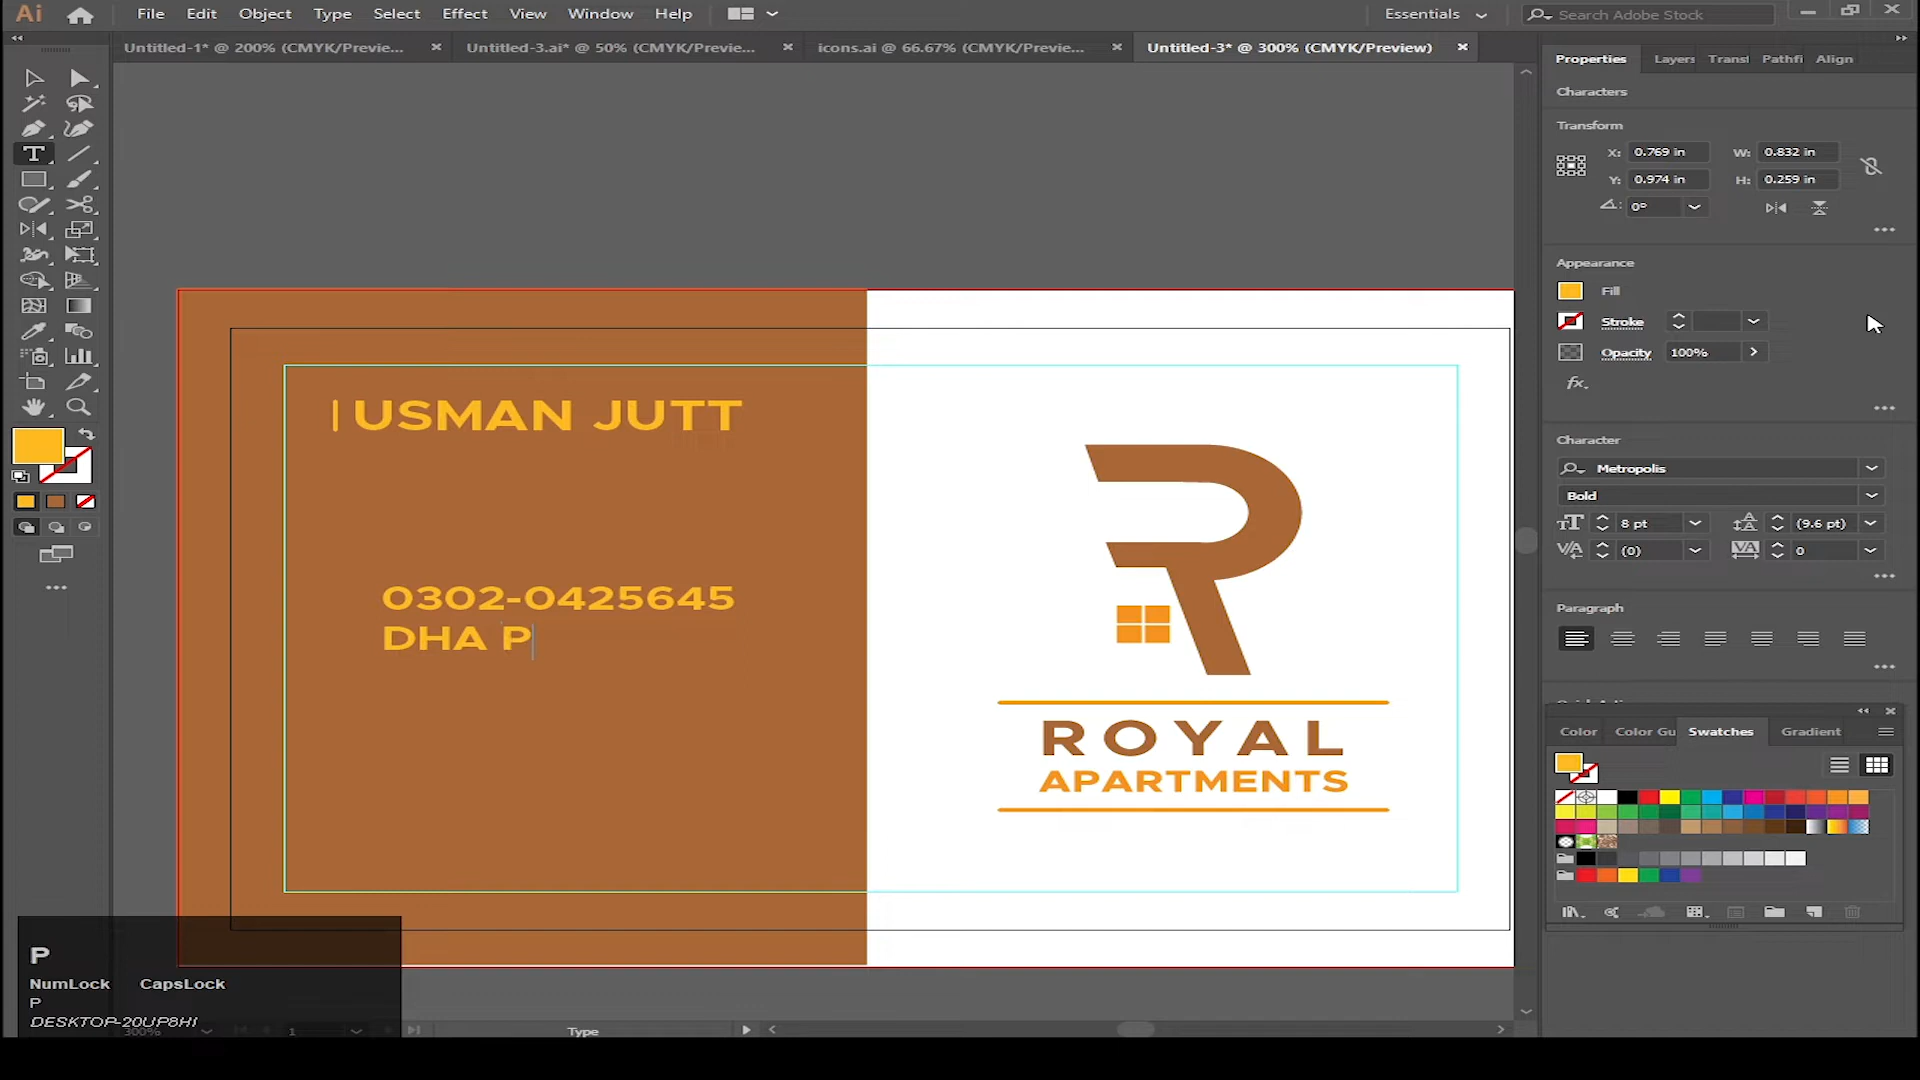 Ai File Edit Object Type Select Effect View Window Help Essentials Search Adobe Stock
Untitled-1* @ 200% (CMYK/Previe... Untitled-3.ai* @ 50% (CMYK/Previe... icons.ai @ 66.67% (CMYK/Previe... Untitled-3* @ 300% (CMYK/Preview)
Properties Layers Transf Pathfi Align
Characters
Transform
X: 0.769 in W: 0.832 in
Y: 0.974 in H: 0.259 in
0°
Appearance
Fill
Stroke
Opacity 100%
fx.
Character
Metropolis
Bold
8 pt (9.6 pt)
(0) 0
Paragraph
Color Color Gu Swatches Gradient
USMAN JUTT
0302-0425645
DHA P
R
ROYAL
APARTMENTS
P
NumLock CapsLock
P
DESKTOP-20UP8HI
300% 1 Type